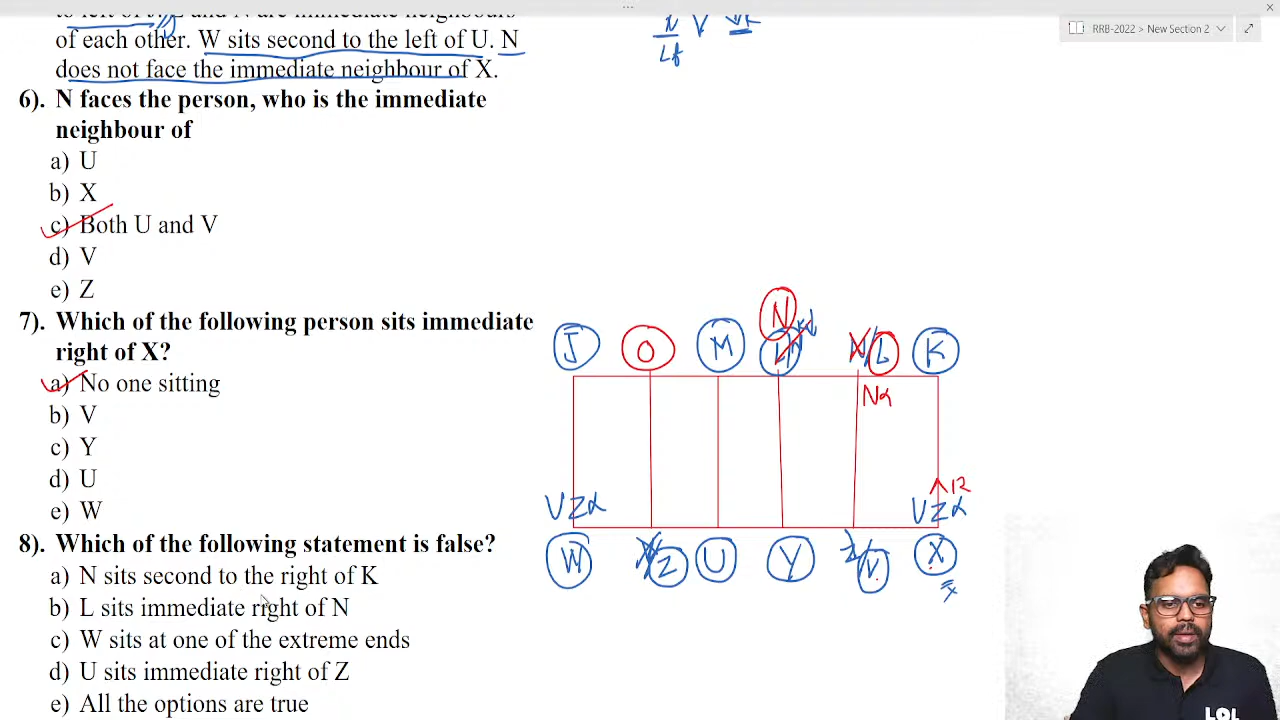 RRB-2022 > New Section 2
of each other. W sits second to the left of U. N
does not face the immediate neighbour of X.
6). N faces the person, who is the immediate
neighbour of
a) U
b) X
c) Both U and V
d) V
e) Z
7). Which of the following person sits immediate
right of X?
a) No one sitting
b) V
c) Y
d) U
e) W
8). Which of the following statement is false?
a) N sits second to the right of K
b) L sits immediate right of N
c) W sits at one of the extreme ends
d) U sits immediate right of Z
e) All the options are true
N
J O M L N/L K
W Z U Y V X
LOL